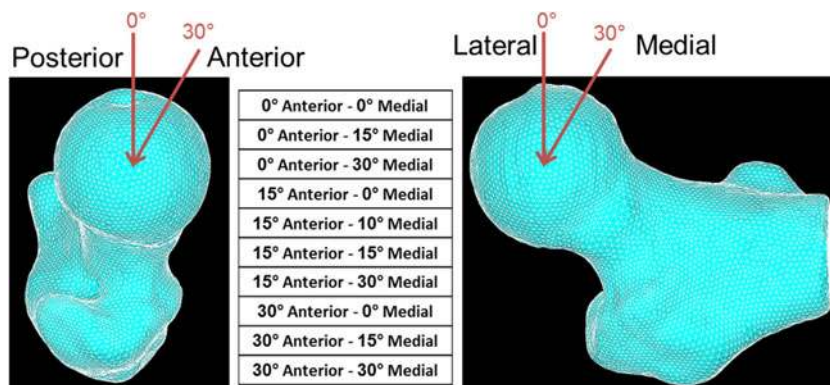 0°
30°
Posterior Anterior
0° Anterior - 0° Medial
0° Anterior - 15° Medial
0° Anterior - 30° Medial
15° Anterior - 0° Medial
15° Anterior - 10° Medial
15° Anterior - 15° Medial
15° Anterior - 30° Medial
30° Anterior - 0° Medial
30° Anterior - 15° Medial
30° Anterior - 30° Medial
0°
30°
Lateral Medial